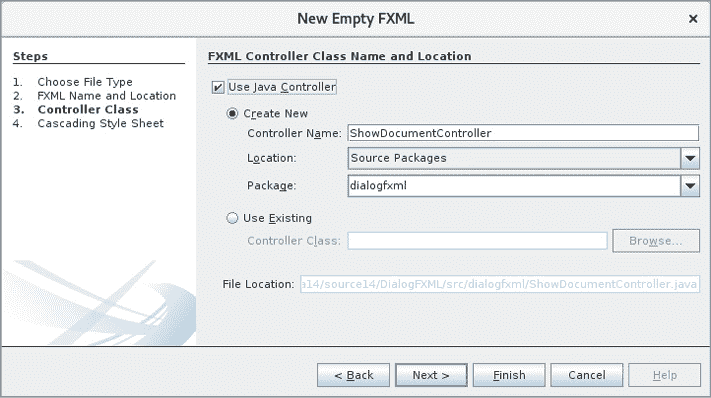 New Empty FXML
Steps
1. Choose File Type
2. FXML Name and Location
3. Controller Class
4. Cascading Style Sheet
FXML Controller Class Name and Location
Use Java Controller
Create New
Controller Name: ShowDocumentController
Location: Source Packages
Package: dialogfxml
Use Existing
Controller Class:
Browse...
File Location: a14/source14/DialogFXML/src/dialogfxml/ShowDocumentController.java
< Back
Next >
Finish
Cancel
Help